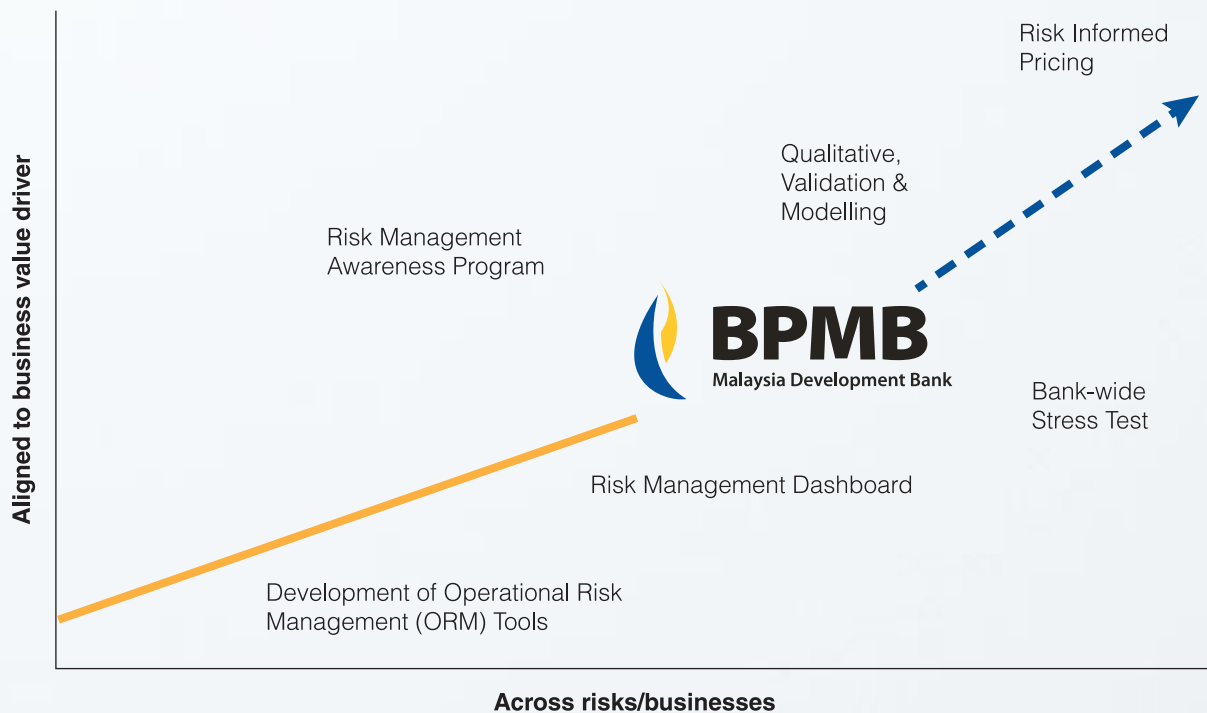 Risk Informed
Pricing
Qualitative,
Validation &
Modelling
Risk Management
Awareness Program
BPMB
Malaysia Development Bank
Bank-wide
Stress Test
Risk Management Dashboard
Development of Operational Risk
Management (ORM) Tools
Aligned to business value driver
Across risks/businesses